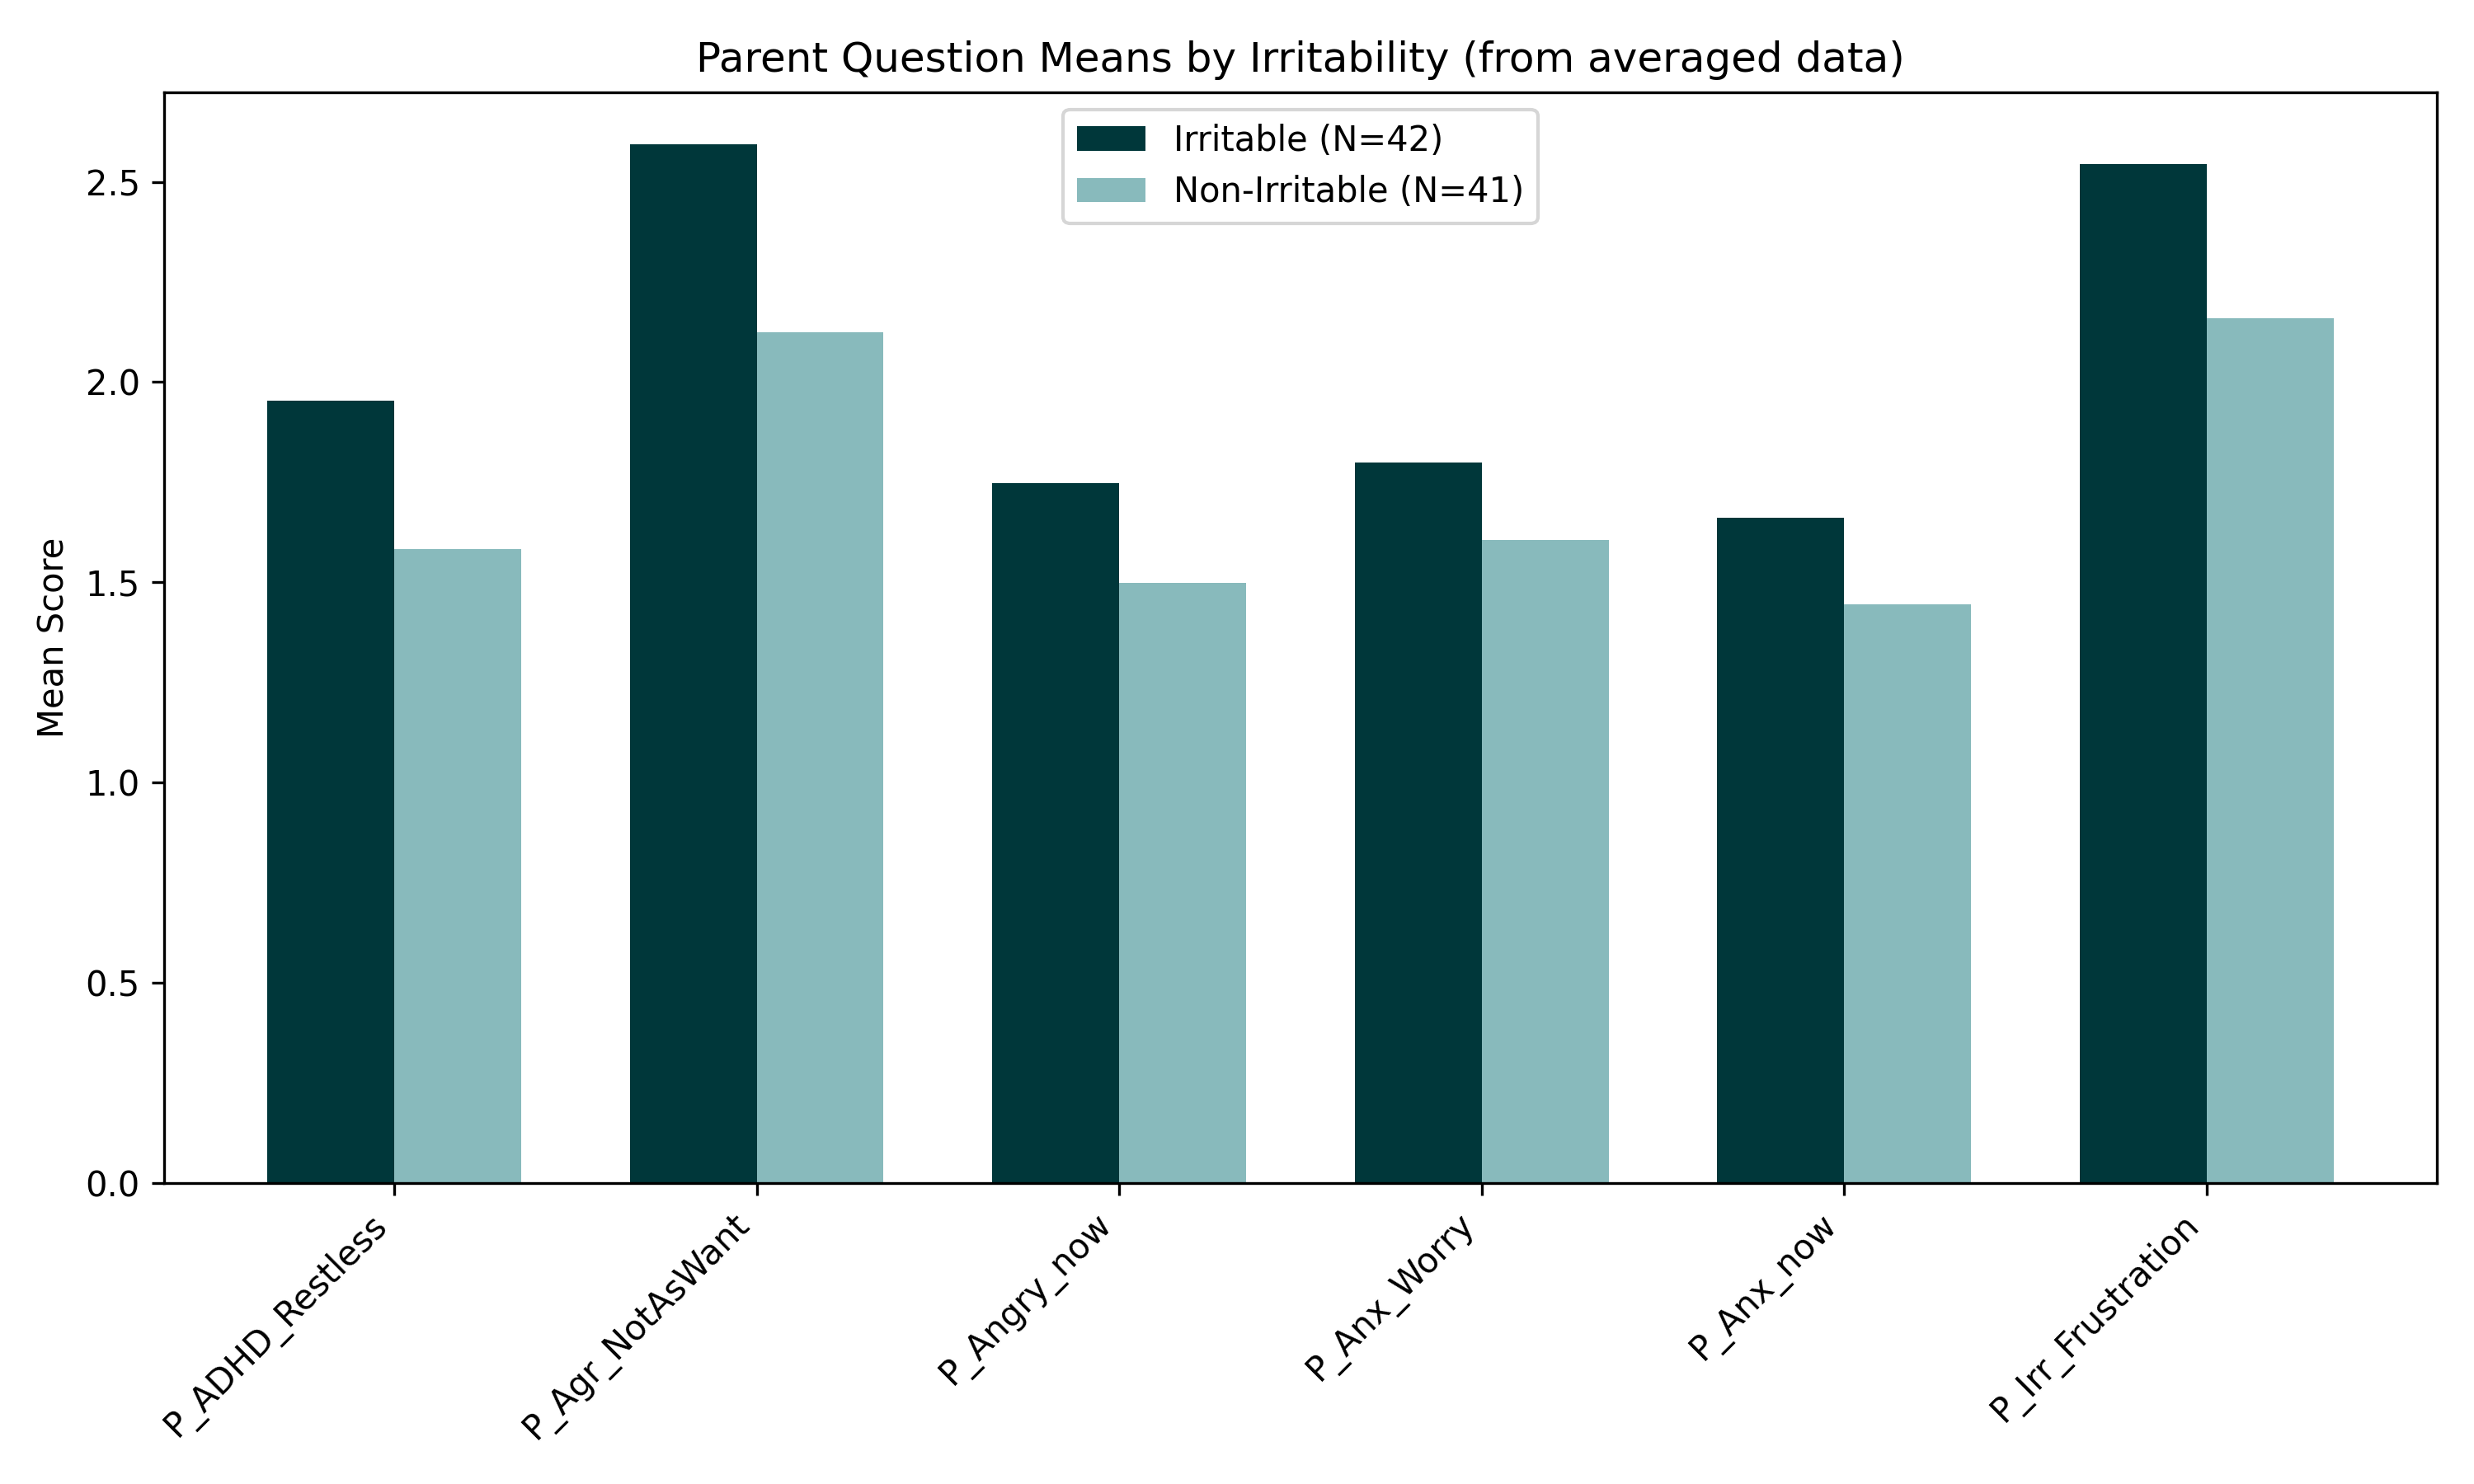 Parent Question Means by Irritability (from averaged data)
Irritable (N=42)
Non-Irritable (N=41)
Mean Score
2.5
2.0
1.5
1.0
0.5
0.0
P_ADHD_Restless
P_Agr_NotAsWant
P_Angry_now
P_Anx_Worry
P_Anx_now
P_Irr_Frustration